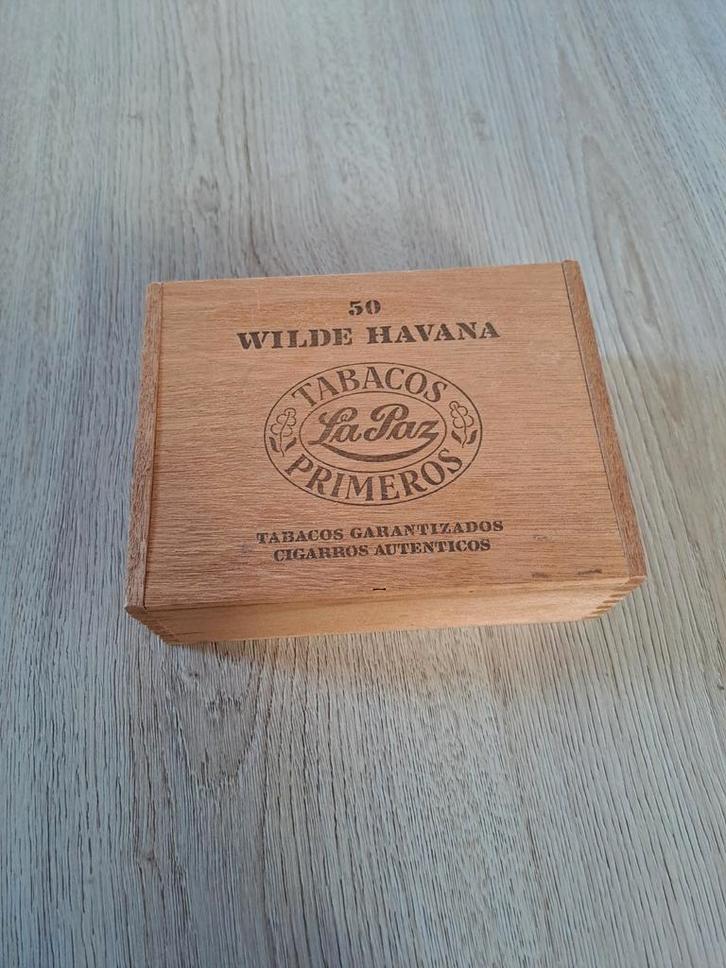 50
WILDE HAVANA
TABACOS
La Paz
PRIMEROS
TABACOS GARANTIZADOS
CIGARROS AUTENTICOS